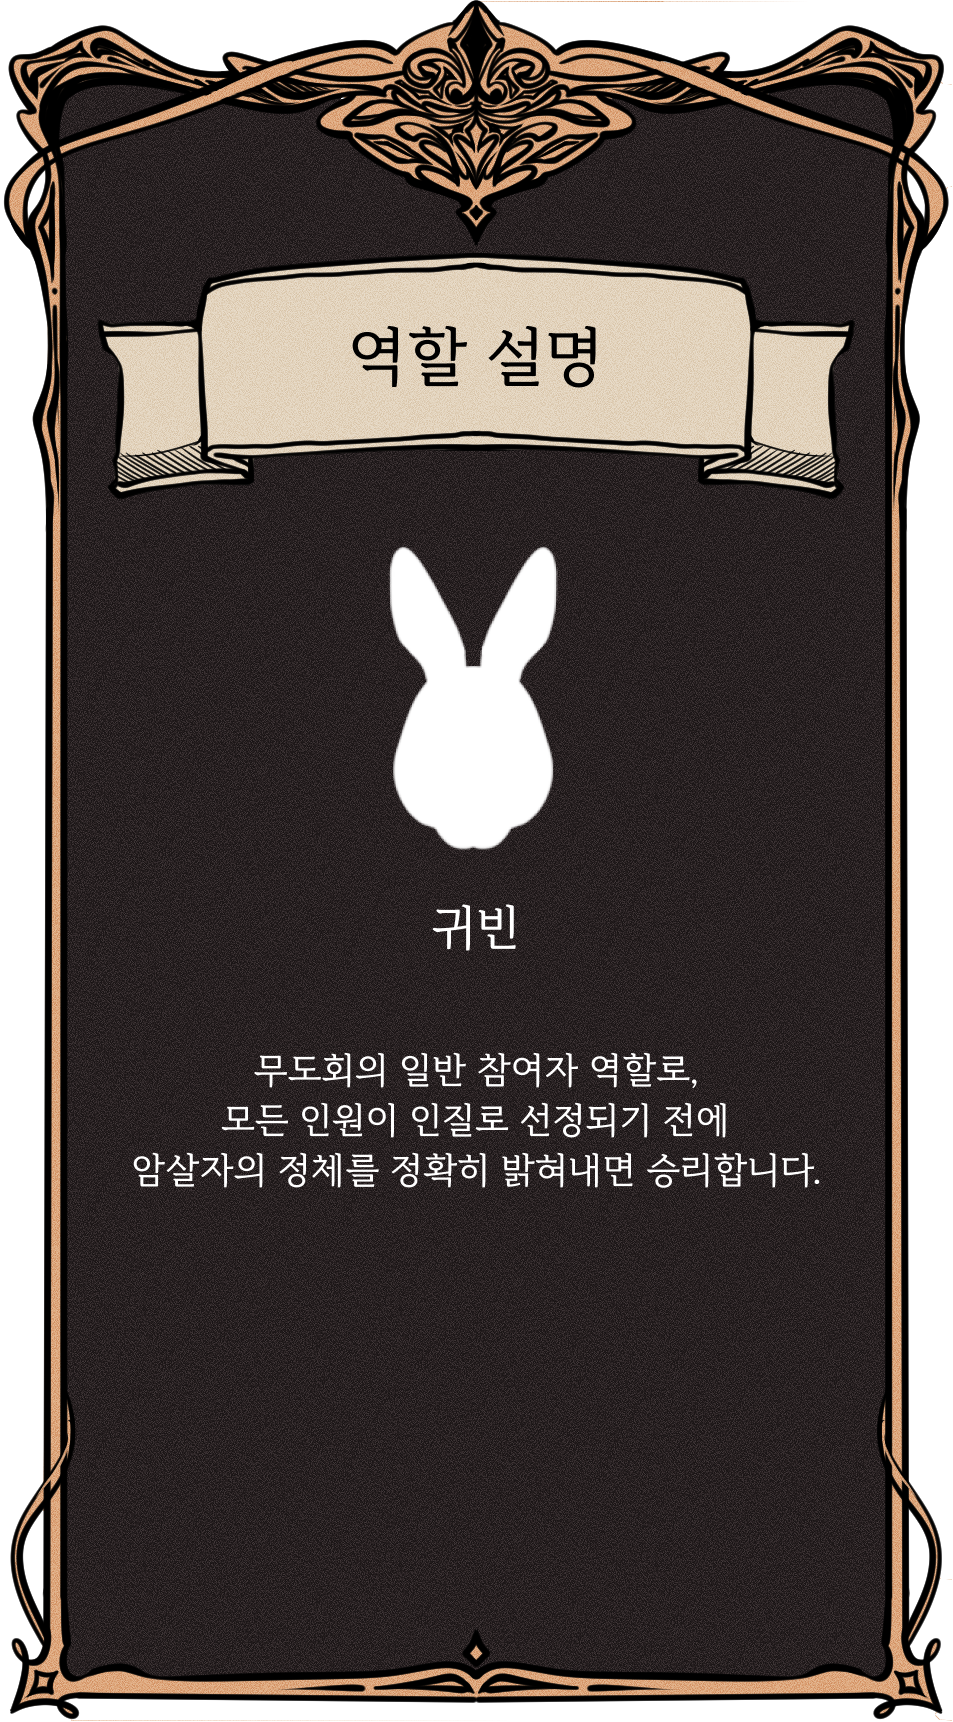 역할 설명
귀빈
무도회의 일반 참여자 역할로,
모든 인원이 인질로 선정되기 전에
암살자의 정체를 정확히 밝혀내면 승리합니다.